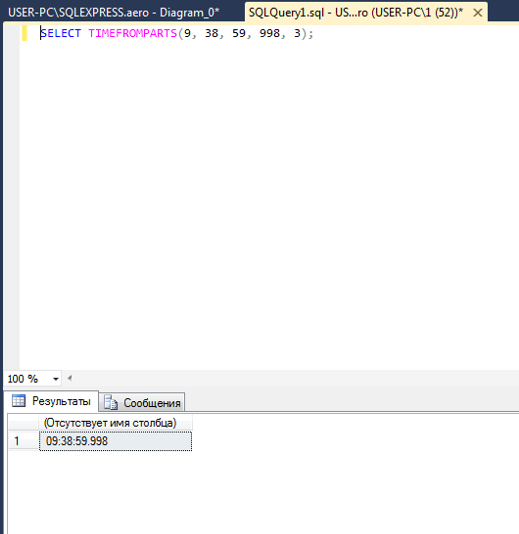 USER-PC\SQLEXPRESS.aero - Diagram_0*
SQLQuery1.sql - US...ro (USER-PC\1 (52))*
SELECT TIMEFROMPARTS(9, 38, 59, 998, 3);
100 %
Результаты
Сообщения
(Отсутствует имя столбца)
1 09:38:59.998